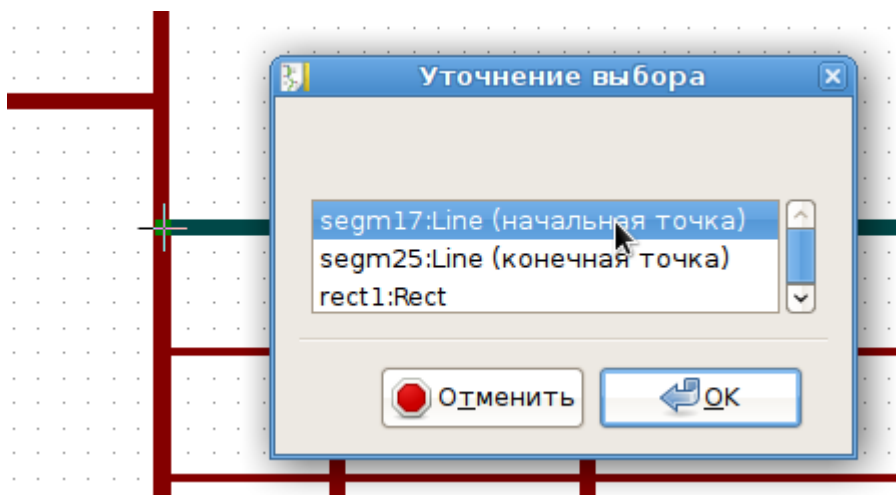 Уточнение выбора
segm17:Line (начальная точка)
segm25:Line (конечная точка)
rect1:Rect
Отменить
OK